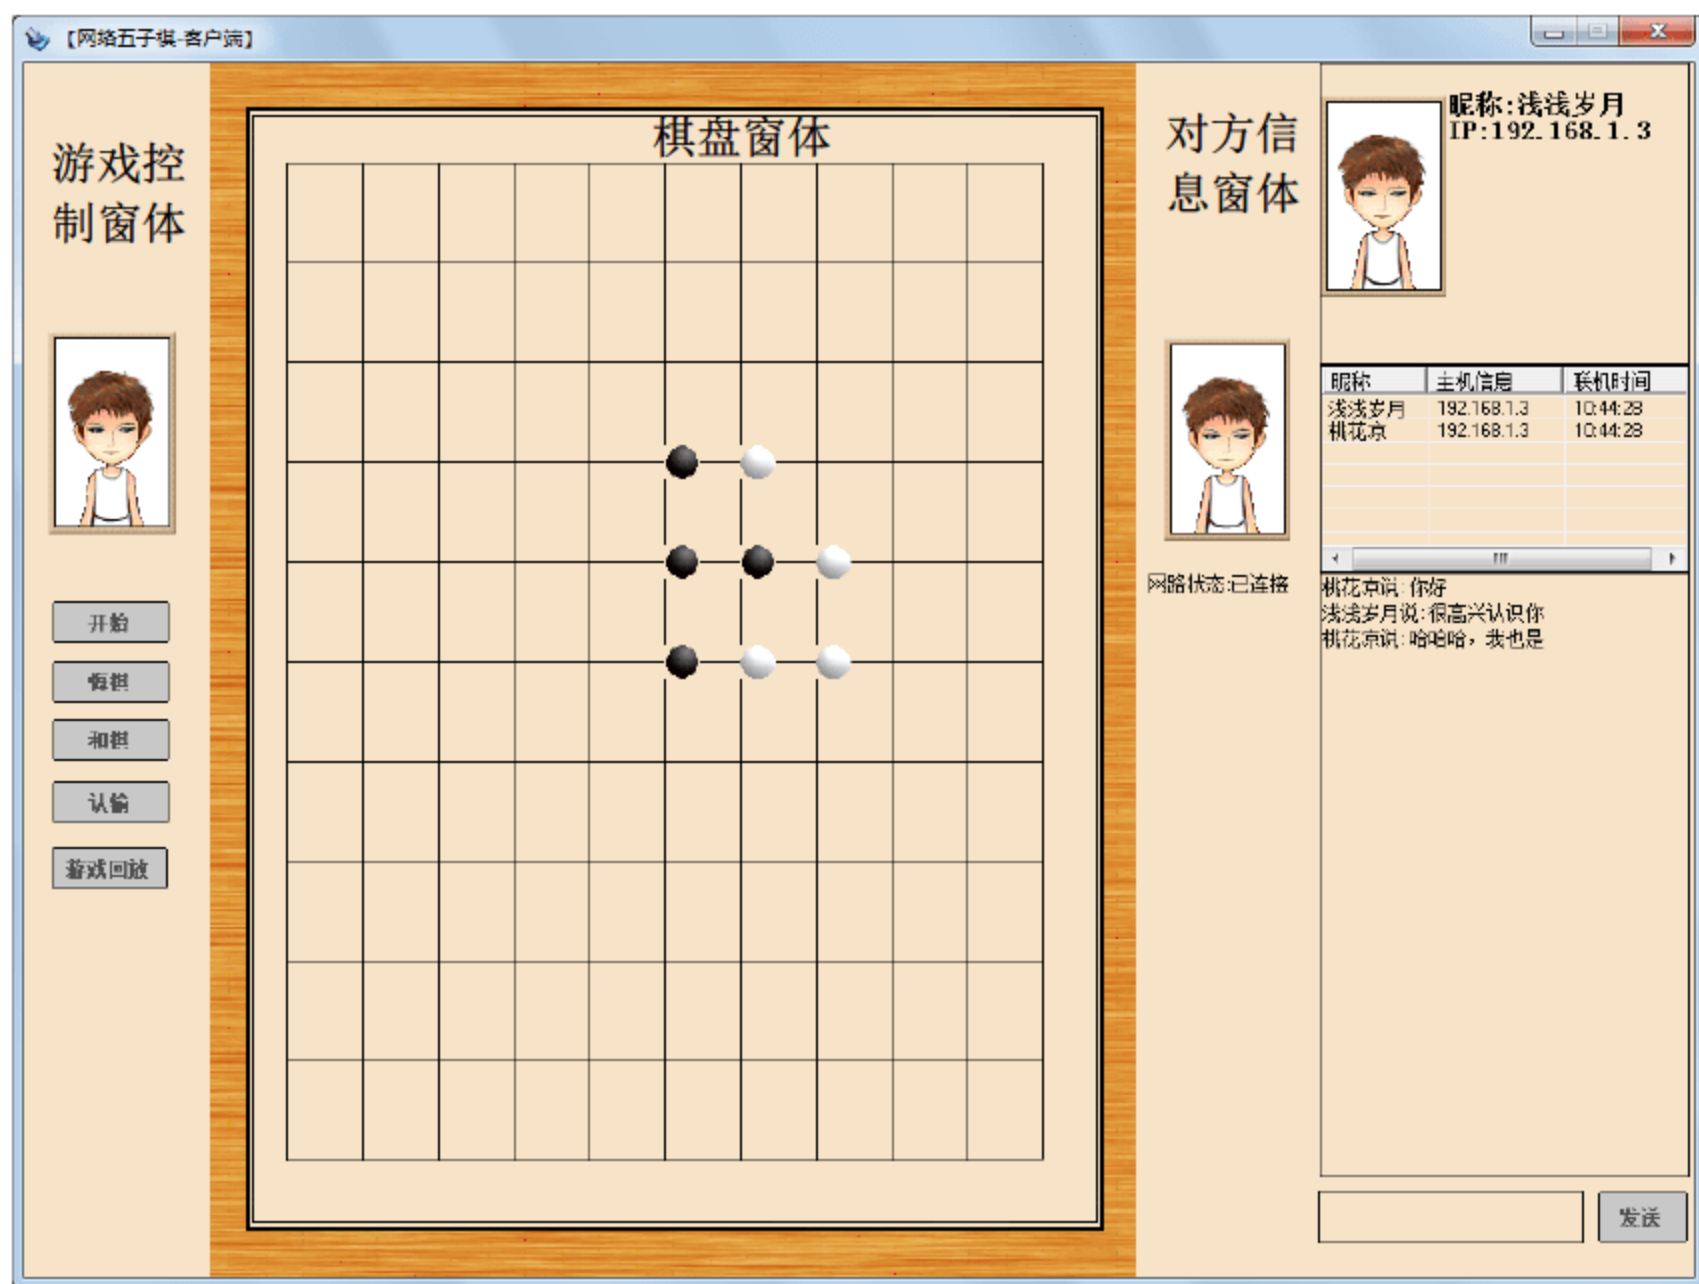 【网络五子棋-客户端】
游戏控
制窗体
开始
悔棋
和棋
认输
游戏回放
棋盘窗体
对方信
息窗体
网路状态:已连接
昵称:浅浅岁月
IP:192.168.1.3
昵称 主机信息 联机时间
浅浅岁月 192.168.1.3 10:44:28
桃花京 192.168.1.3 10:44:28
桃花京说:你好
浅浅岁月说:很高兴认识你
桃花京说:哈哈哈，我也是
发送